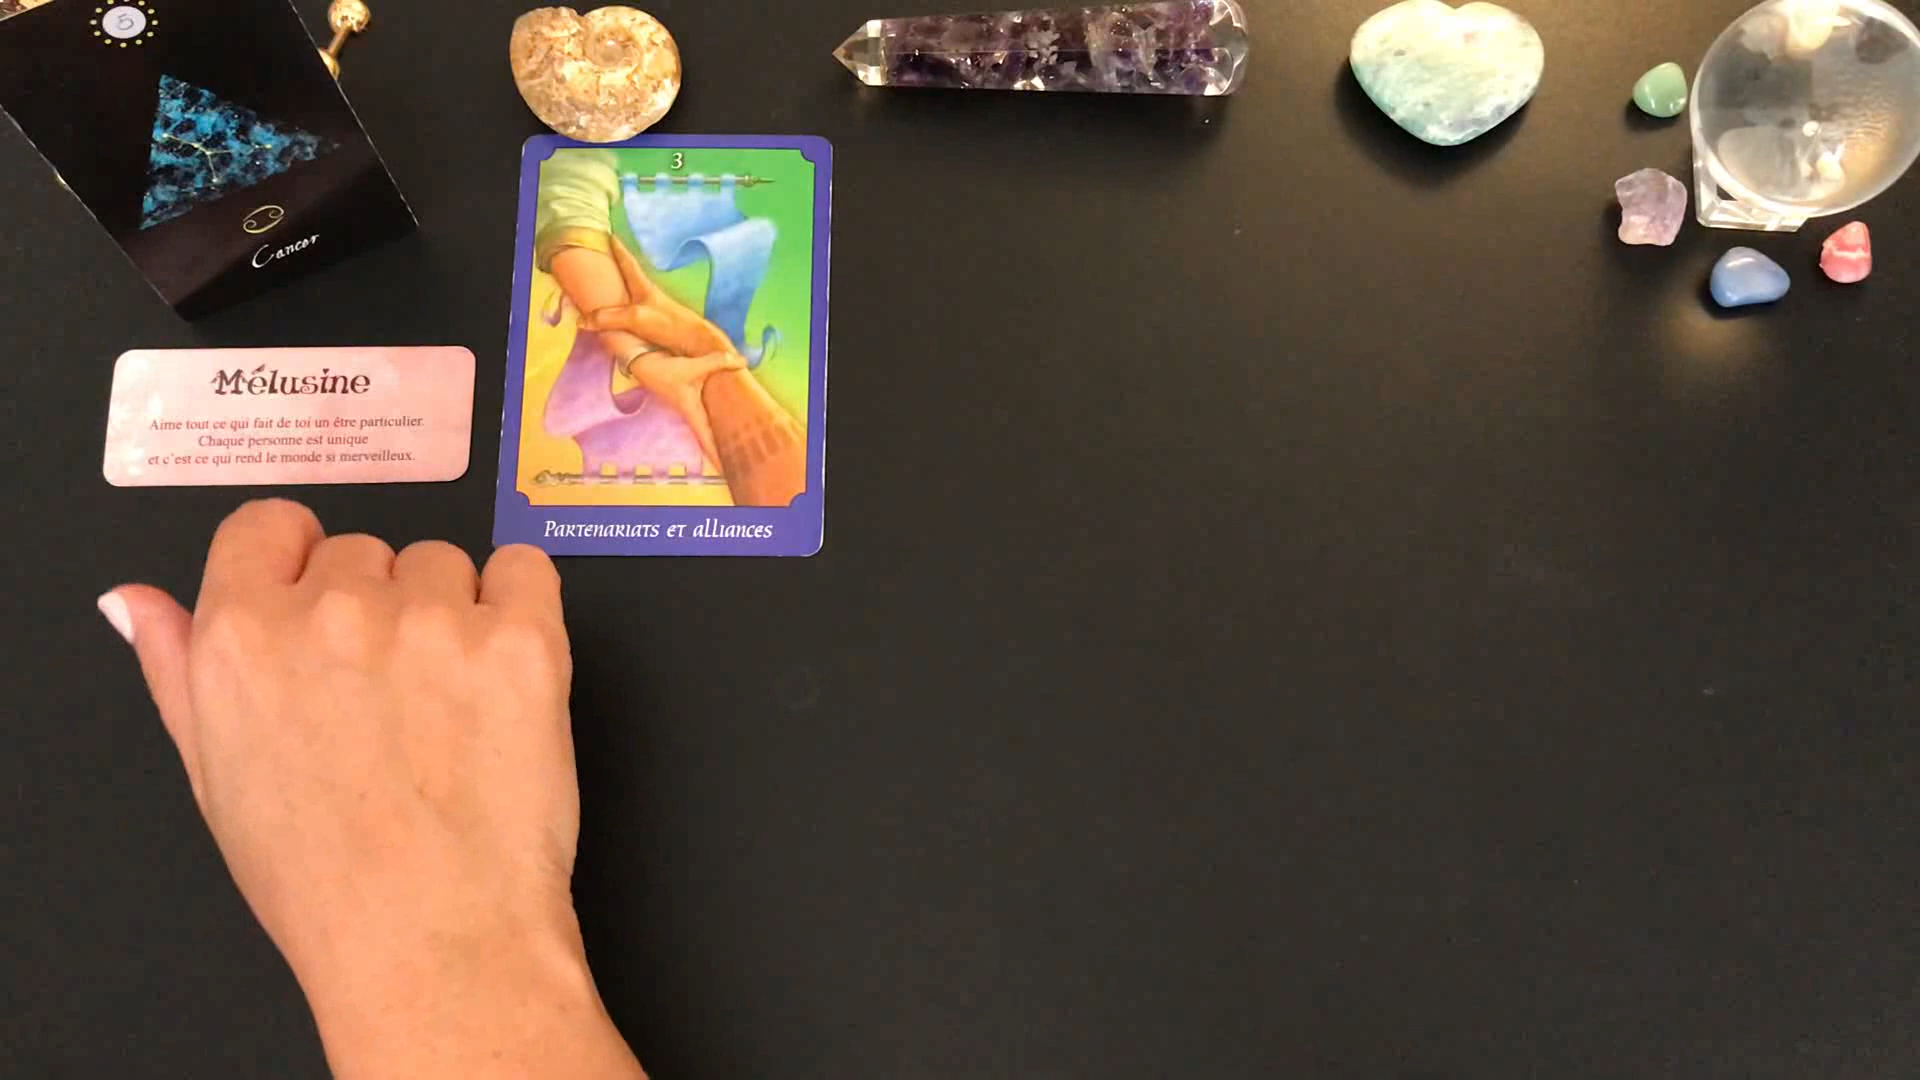 5
Cancer
Mélusine
Aime tout ce qui fait de toi un être particulier.
Chaque personne est unique
et c'est ce qui rend le monde si merveilleux.
3
Partenariats et alliances